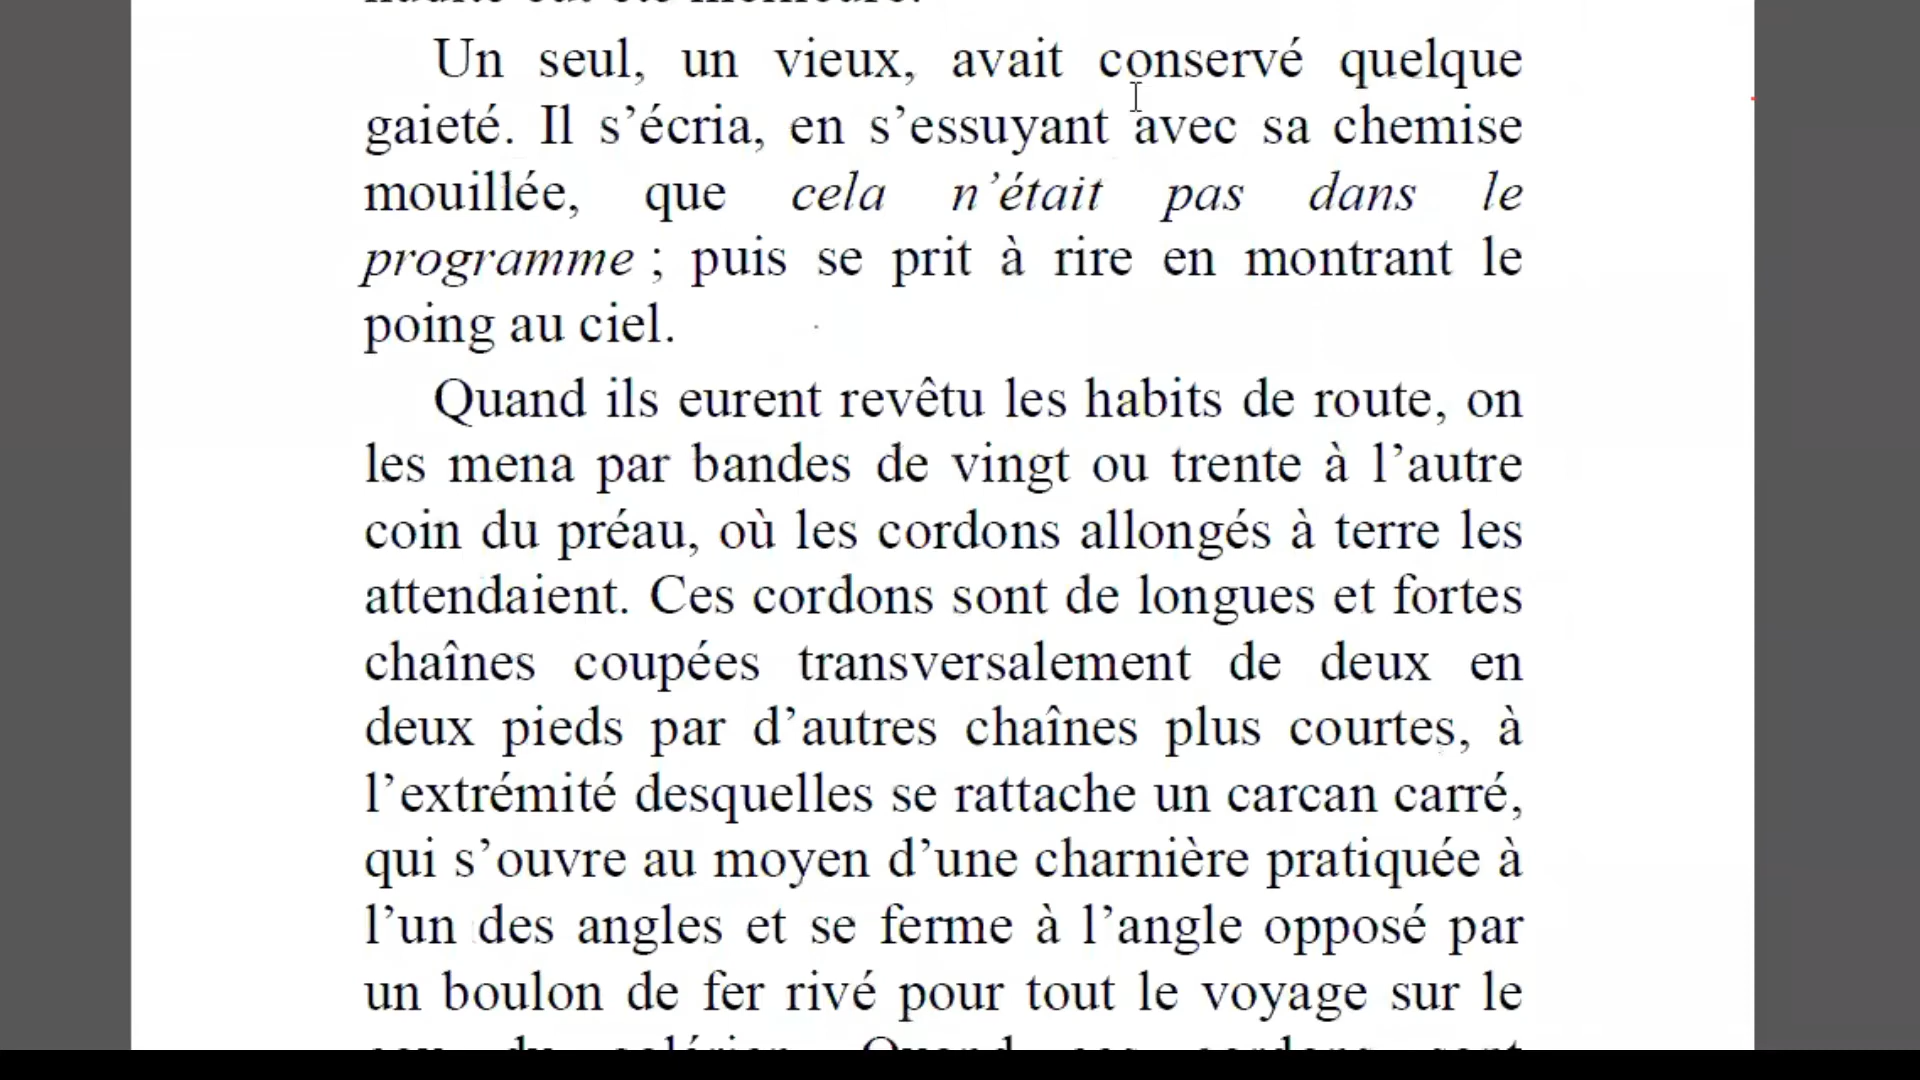 Un seul, un vieux, avait conservé quelque
gaieté. Il s’écria, en s’essuyant avec sa chemise
mouillée, que cela n’était pas dans le
programme ; puis se prit à rire en montrant le
poing au ciel.
Quand ils eurent revêtu les habits de route, on
les mena par bandes de vingt ou trente à l’autre
coin du préau, où les cordons allongés à terre les
attendaient. Ces cordons sont de longues et fortes
chaînes coupées transversalement de deux en
deux pieds par d’autres chaînes plus courtes, à
l’extrémité desquelles se rattache un carcan carré,
qui s’ouvre au moyen d’une charnière pratiquée à
l’un des angles et se ferme à l’angle opposé par
un boulon de fer rivé pour tout le voyage sur le